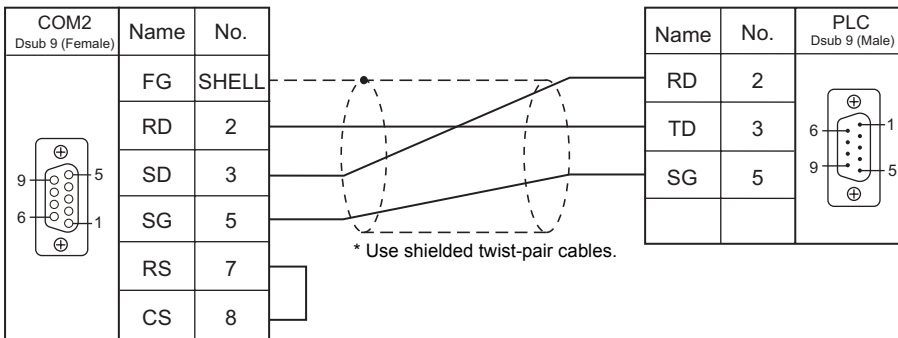 COM2
Dsub 9 (Female)
Name No.
FG SHELL
RD 2
SD 3
SG 5
RS 7
CS 8
9
5
6
1
* Use shielded twist-pair cables.
Name No.
PLC
Dsub 9 (Male)
RD 2
TD 3
SG 5
6
1
9
5